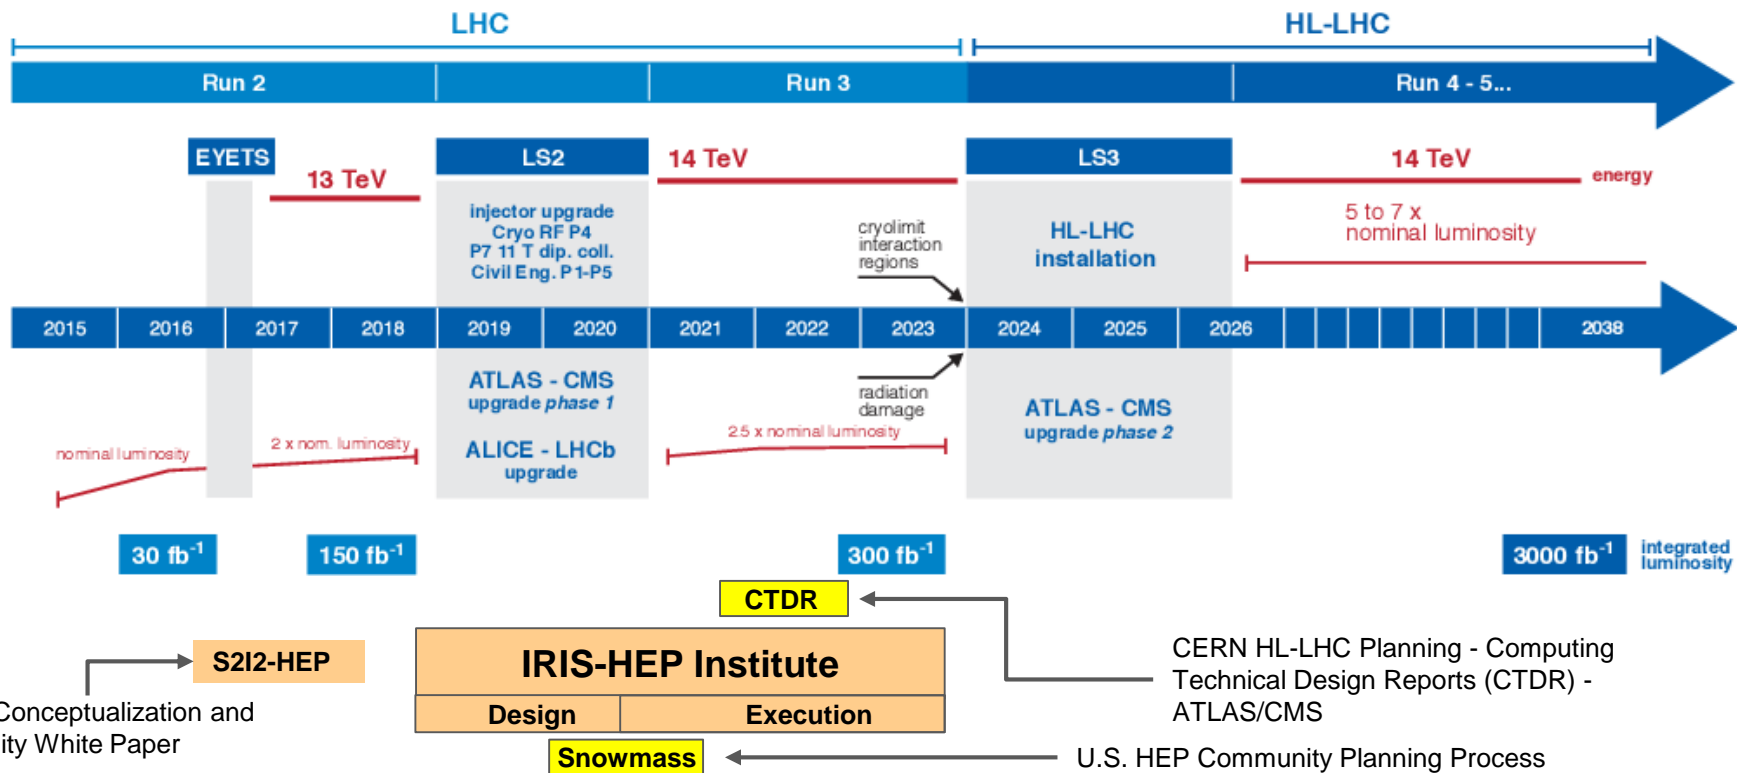 LHC
HL-LHC
Run 2
Run 3
Run 4 - 5...
EYETS
13 TeV
LS2
14 TeV
LS3
14 TeV
energy
injector upgrade
Cryo RF P4
P7 11 T dip. coll.
Civil Eng. P1-P5
cryolimit
interaction
regions
HL-LHC
installation
5 to 7 x
nominal luminosity
2015
2016
2017
2018
2019
2020
2021
2022
2023
2024
2025
2026
2038
ATLAS - CMS
upgrade phase 1
ALICE - LHCb
upgrade
radiation
damage
ATLAS - CMS
upgrade phase 2
nominal luminosity
2 x nom. luminosity
2.5 x nominal luminosity
30 fb⁻¹
150 fb⁻¹
300 fb⁻¹
3000 fb⁻¹
integrated
luminosity
CTDR
S2I2-HEP
IRIS-HEP Institute
Design
Execution
Snowmass
Conceptualization and
ity White Paper
CERN HL-LHC Planning - Computing
Technical Design Reports (CTDR) -
ATLAS/CMS
U.S. HEP Community Planning Process